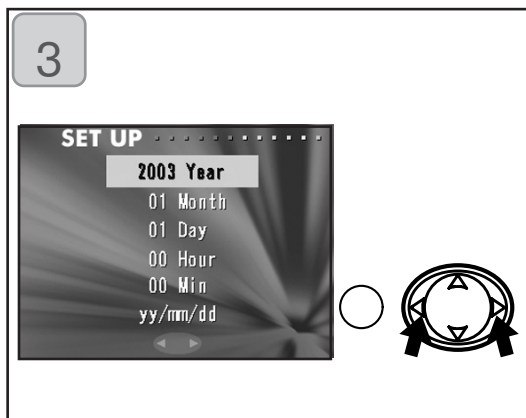 3
SET UP
2003 Year
01 Month
01 Day
00 Hour
00 Min
yy/mm/dd